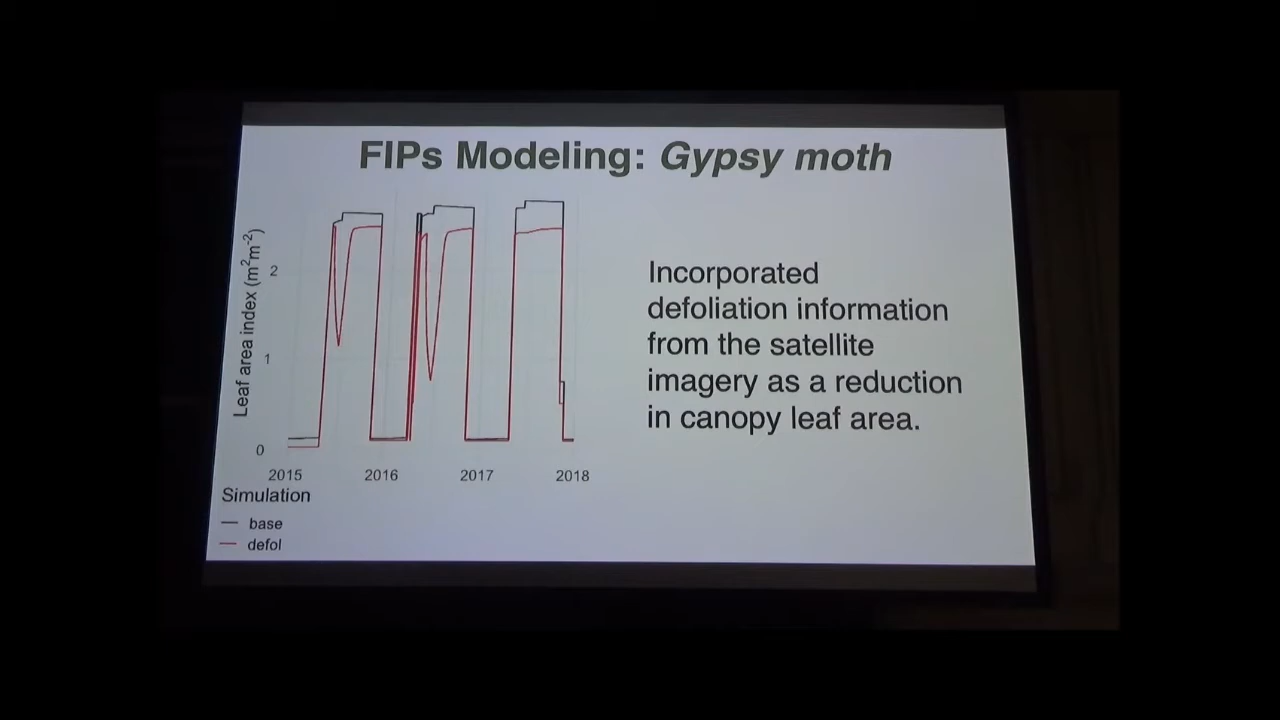 FIPs Modeling: Gypsy moth
Leaf area index (m²m⁻²)
2
1
0
2015 2016 2017 2018
Simulation
base
defol
Incorporated
defoliation information
from the satellite
imagery as a reduction
in canopy leaf area.